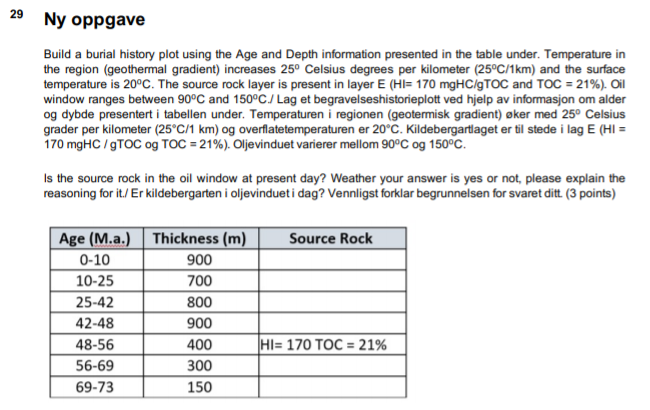 29 Ny oppgave
Build a burial history plot using the Age and Depth information presented in the table under. Temperature in
the region (geothermal gradient) increases 25º Celsius degrees per kilometer (25ºC/1km) and the surface
temperature is 20ºC. The source rock layer is present in layer E (HI= 170 mgHC/gTOC and TOC = 21%). Oil
window ranges between 90ºC and 150ºC./ Lag et begravelseshistorieplott ved hjelp av informasjon om alder
og dybde presentert i tabellen under. Temperaturen i regionen (geotermisk gradient) øker med 25º Celsius
grader per kilometer (25°C/1 km) og overflatetemperaturen er 20°C. Kildebergartlaget er til stede i lag E (HI =
170 mgHC / gTOC og TOC = 21%). Oljevinduet varierer mellom 90ºC og 150ºC.
Is the source rock in the oil window at present day? Weather your answer is yes or not, please explain the
reasoning for it./ Er kildebergarten i oljevinduet i dag? Vennligst forklar begrunnelsen for svaret ditt. (3 points)
Age (M.a.) Thickness (m) Source Rock
0-10 900
10-25 700
25-42 800
42-48 900
48-56 400 HI= 170 TOC = 21%
56-69 300
69-73 150